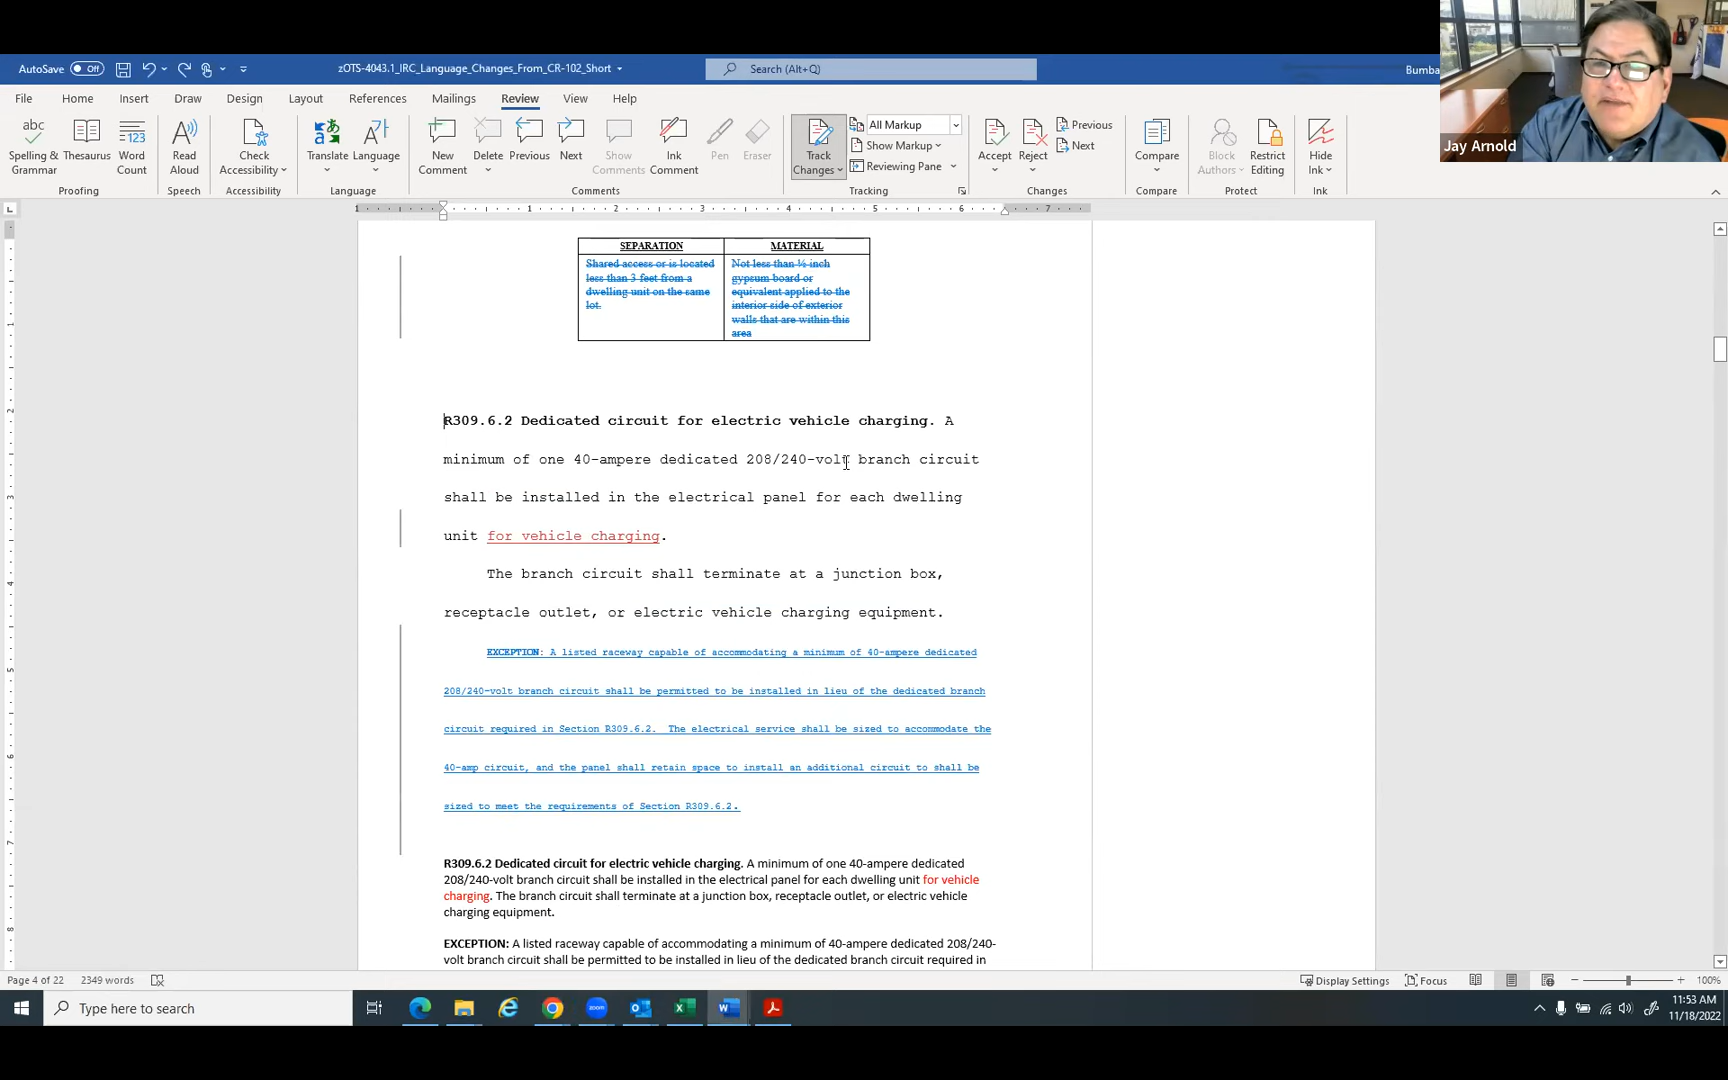 AutoSave Off
zOTS-4043.1_IRC_Language_Changes_From_CR-102_Short
Search (Alt+Q)
Bumba
File Home Insert Draw Design Layout References Mailings Review View Help
Spelling & Grammar
Thesaurus
Word Count
Read Aloud
Check Accessibility
Translate
Language
New Comment
Delete
Previous
Next
Show Comments
Ink Comment
Pen
Eraser
Track Changes
All Markup
Show Markup
Reviewing Pane
Accept
Reject
Previous
Next
Compare
Block Authors
Restrict Editing
Hide Ink
Proofing Speech Accessibility Language Comments Tracking Changes Compare Protect Ink
Jay Arnold
1 1 2 3 4 5 6 7
SEPARATION MATERIAL
Shared access or is located
less than 3 feet from a
dwelling unit on the same
lot.
Not less than ½ inch
gypsum board or
equivalent applied to the
interior side of exterior
walls that are within this
area
R309.6.2 Dedicated circuit for electric vehicle charging. A
minimum of one 40-ampere dedicated 208/240-volt branch circuit
shall be installed in the electrical panel for each dwelling
unit for vehicle charging.
The branch circuit shall terminate at a junction box,
receptacle outlet, or electric vehicle charging equipment.
EXCEPTION: A listed raceway capable of accommodating a minimum of 40-ampere dedicated
208/240-volt branch circuit shall be permitted to be installed in lieu of the dedicated branch
circuit required in Section R309.6.2. The electrical service shall be sized to accommodate the
40-amp circuit, and the panel shall retain space to install an additional circuit to shall be
sized to meet the requirements of Section R309.6.2.
R309.6.2 Dedicated circuit for electric vehicle charging. A minimum of one 40-ampere dedicated
208/240-volt branch circuit shall be installed in the electrical panel for each dwelling unit for vehicle
charging. The branch circuit shall terminate at a junction box, receptacle outlet, or electric vehicle
charging equipment.
EXCEPTION: A listed raceway capable of accommodating a minimum of 40-ampere dedicated 208/240-
volt branch circuit shall be permitted to be installed in lieu of the dedicated branch circuit required in
Page 4 of 22 2349 words
Display Settings Focus 100%
Type here to search
11:53 AM
11/18/2022